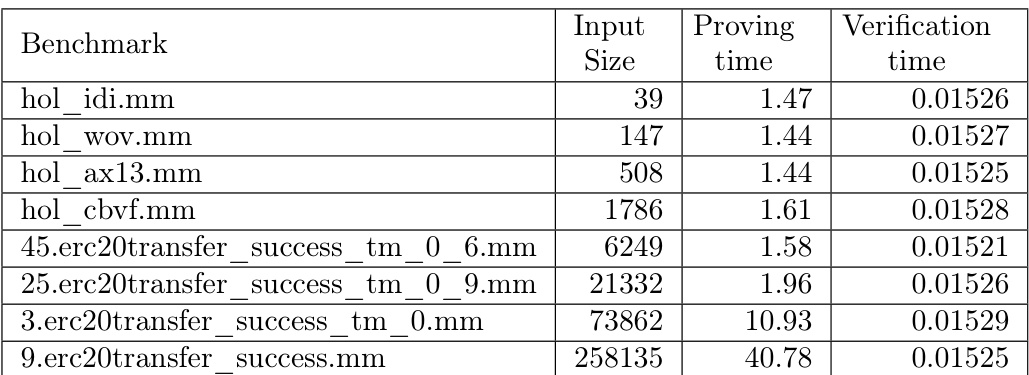 Benchmark Input Size Proving time Verification time
hol_idi.mm 39 1.47 0.01526
hol_wov.mm 147 1.44 0.01527
hol_ax13.mm 508 1.44 0.01525
hol_cbvf.mm 1786 1.61 0.01528
45.erc20transfer_success_tm_0_6.mm 6249 1.58 0.01521
25.erc20transfer_success_tm_0_9.mm 21332 1.96 0.01526
3.erc20transfer_success_tm_0.mm 73862 10.93 0.01529
9.erc20transfer_success.mm 258135 40.78 0.01525